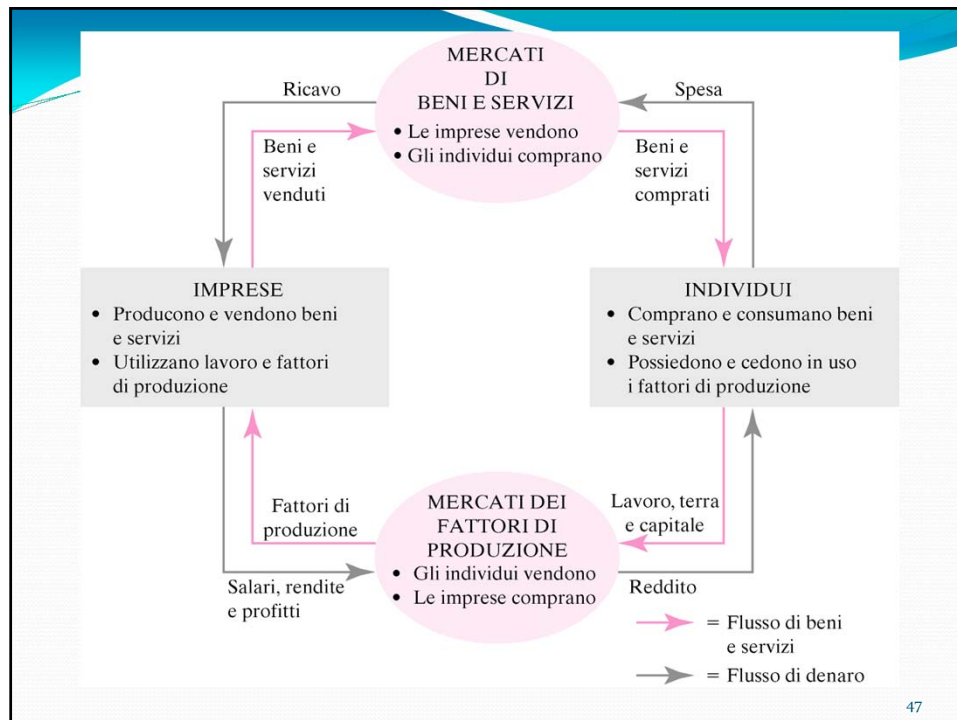 MERCATI
DI
BENI E SERVIZI
• Le imprese vendono
• Gli individui comprano
Ricavo
Spesa
Beni e
servizi
venduti
Beni e
servizi
comprati
IMPRESE
• Producono e vendono beni
e servizi
• Utilizzano lavoro e fattori
di produzione
INDIVIDUI
• Comprano e consumano beni
e servizi
• Possiedono e cedono in uso
i fattori di produzione
Fattori di
produzione
Lavoro, terra
e capitale
MERCATI DEI
FATTORI DI
PRODUZIONE
• Gli individui vendono
• Le imprese comprano
Salari, rendite
e profitti
Reddito
= Flusso di beni
e servizi
= Flusso di denaro
47